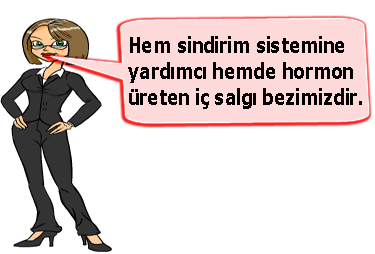 Hem sindirim sistemine
yardımcı hemde hormon
üreten iç salgı bezimizdir.